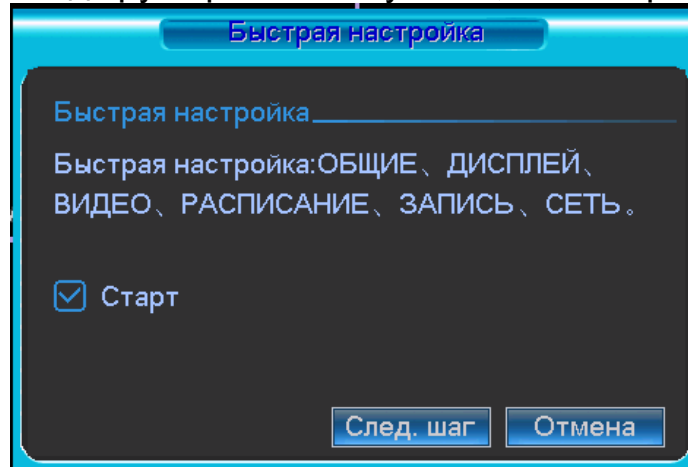 Быстрая настройка
Быстрая настройка
Быстрая настройка:ОБЩИЕ、ДИСПЛЕЙ、
ВИДЕО、РАСПИСАНИЕ、ЗАПИСЬ、СЕТЬ。
Старт
След. шаг Отмена